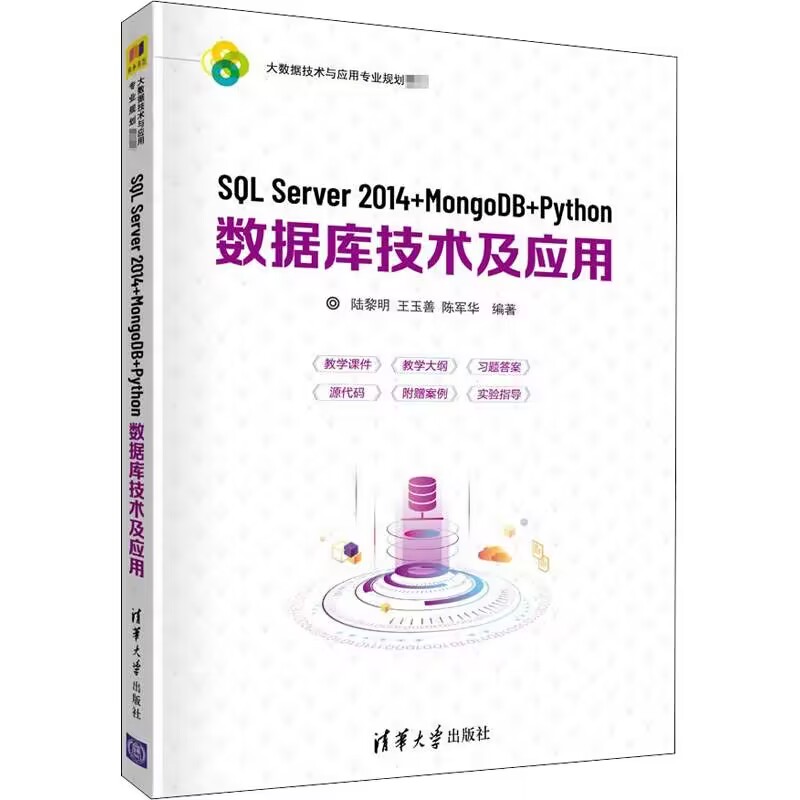 大数据技术与应用专业规划
SQL Server 2014+MongoDB+Python
数据库技术及应用
陆黎明 王玉善 陈军华 编著
教学课件 教学大纲 习题答案
源代码 附赠案例 实验指导
清华大学出版社
大数据技术与应用
专业规划
SQL Server 2014+MongoDB+Python
数据库技术及应用
清华大学出版社